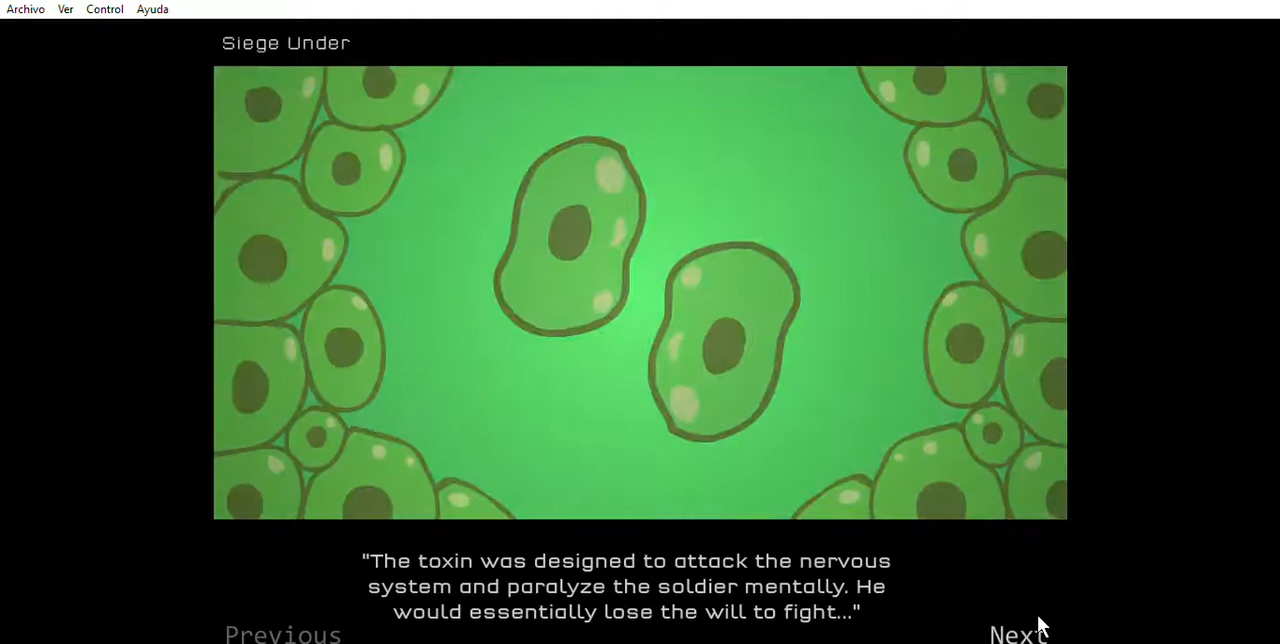 Archivo Ver Control Ayuda
Siege Under
"The toxin was designed to attack the nervous
system and paralyze the soldier mentally. He
would essentially lose the will to fight..."
Previous Next